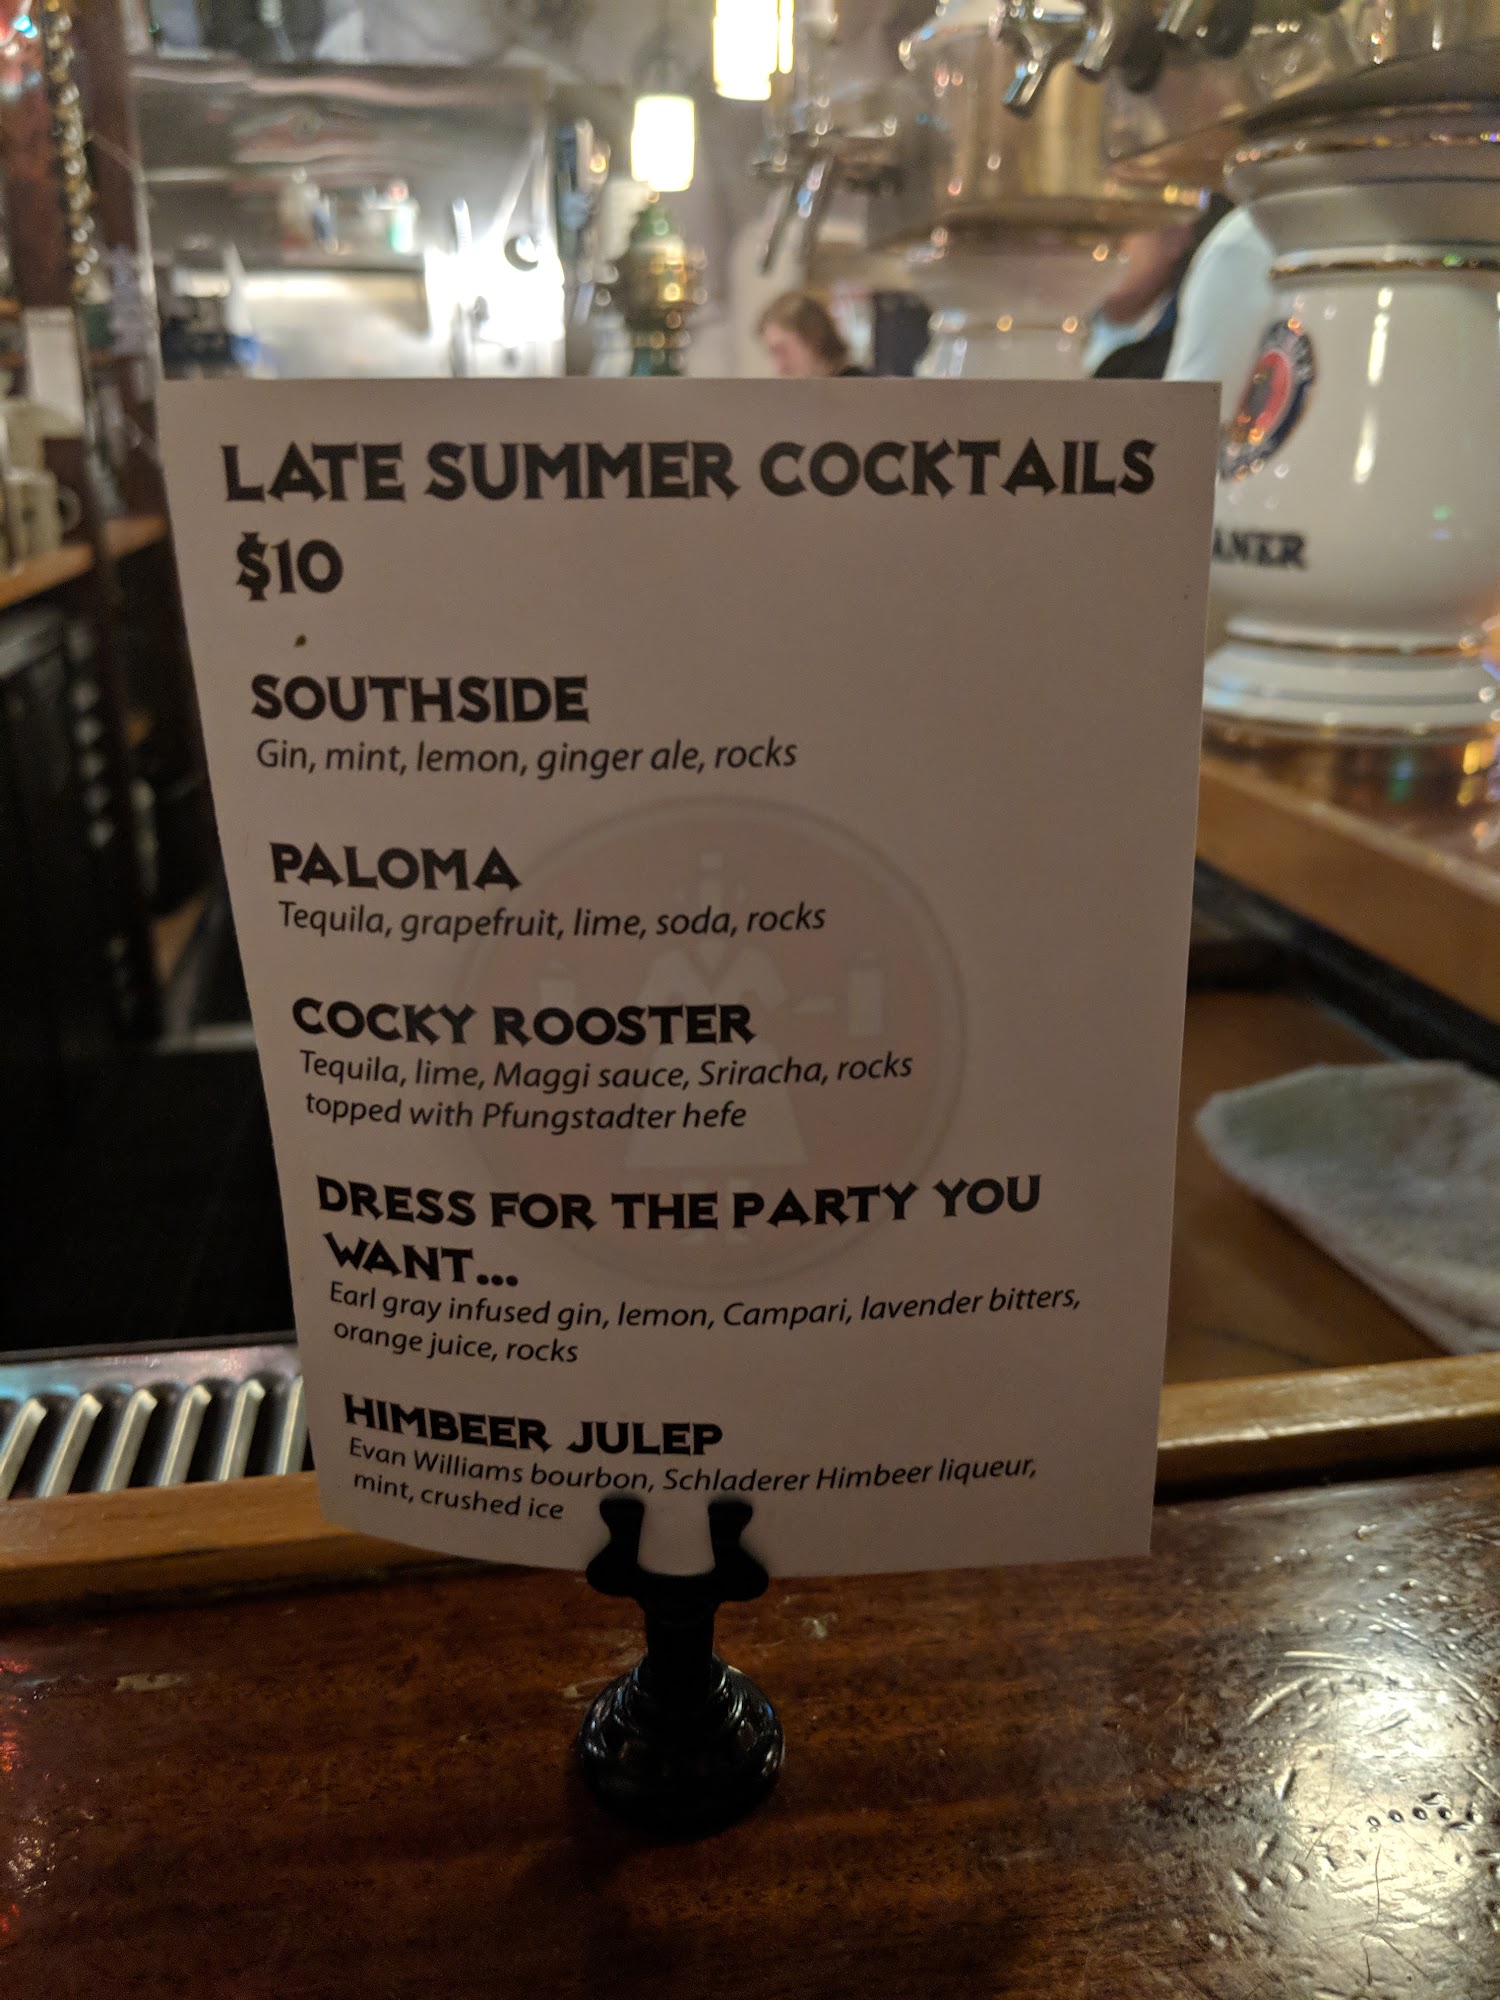 LATE SUMMER COCKTAILS
$10
SOUTHSIDE
Gin, mint, lemon, ginger ale, rocks
PALOMA
Tequila, grapefruit, lime, soda, rocks
COCKY ROOSTER
Tequila, lime, Maggi sauce, Sriracha, rocks
topped with Pfungstadter hefe
DRESS FOR THE PARTY YOU
WANT...
Earl gray infused gin, lemon, Campari, lavender bitters,
orange juice, rocks
HIMBEER JULEP
Evan Williams bourbon, Schladerer Himbeer liqueur,
mint, crushed ice
ANER